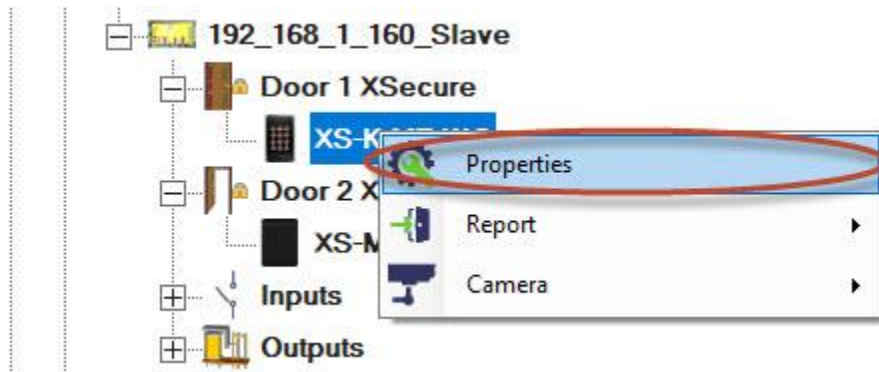 192_168_1_160_Slave
Door 1 XSecure
XS-K
Properties
Door 2 X
Report
XS-M
Camera
Inputs
Outputs